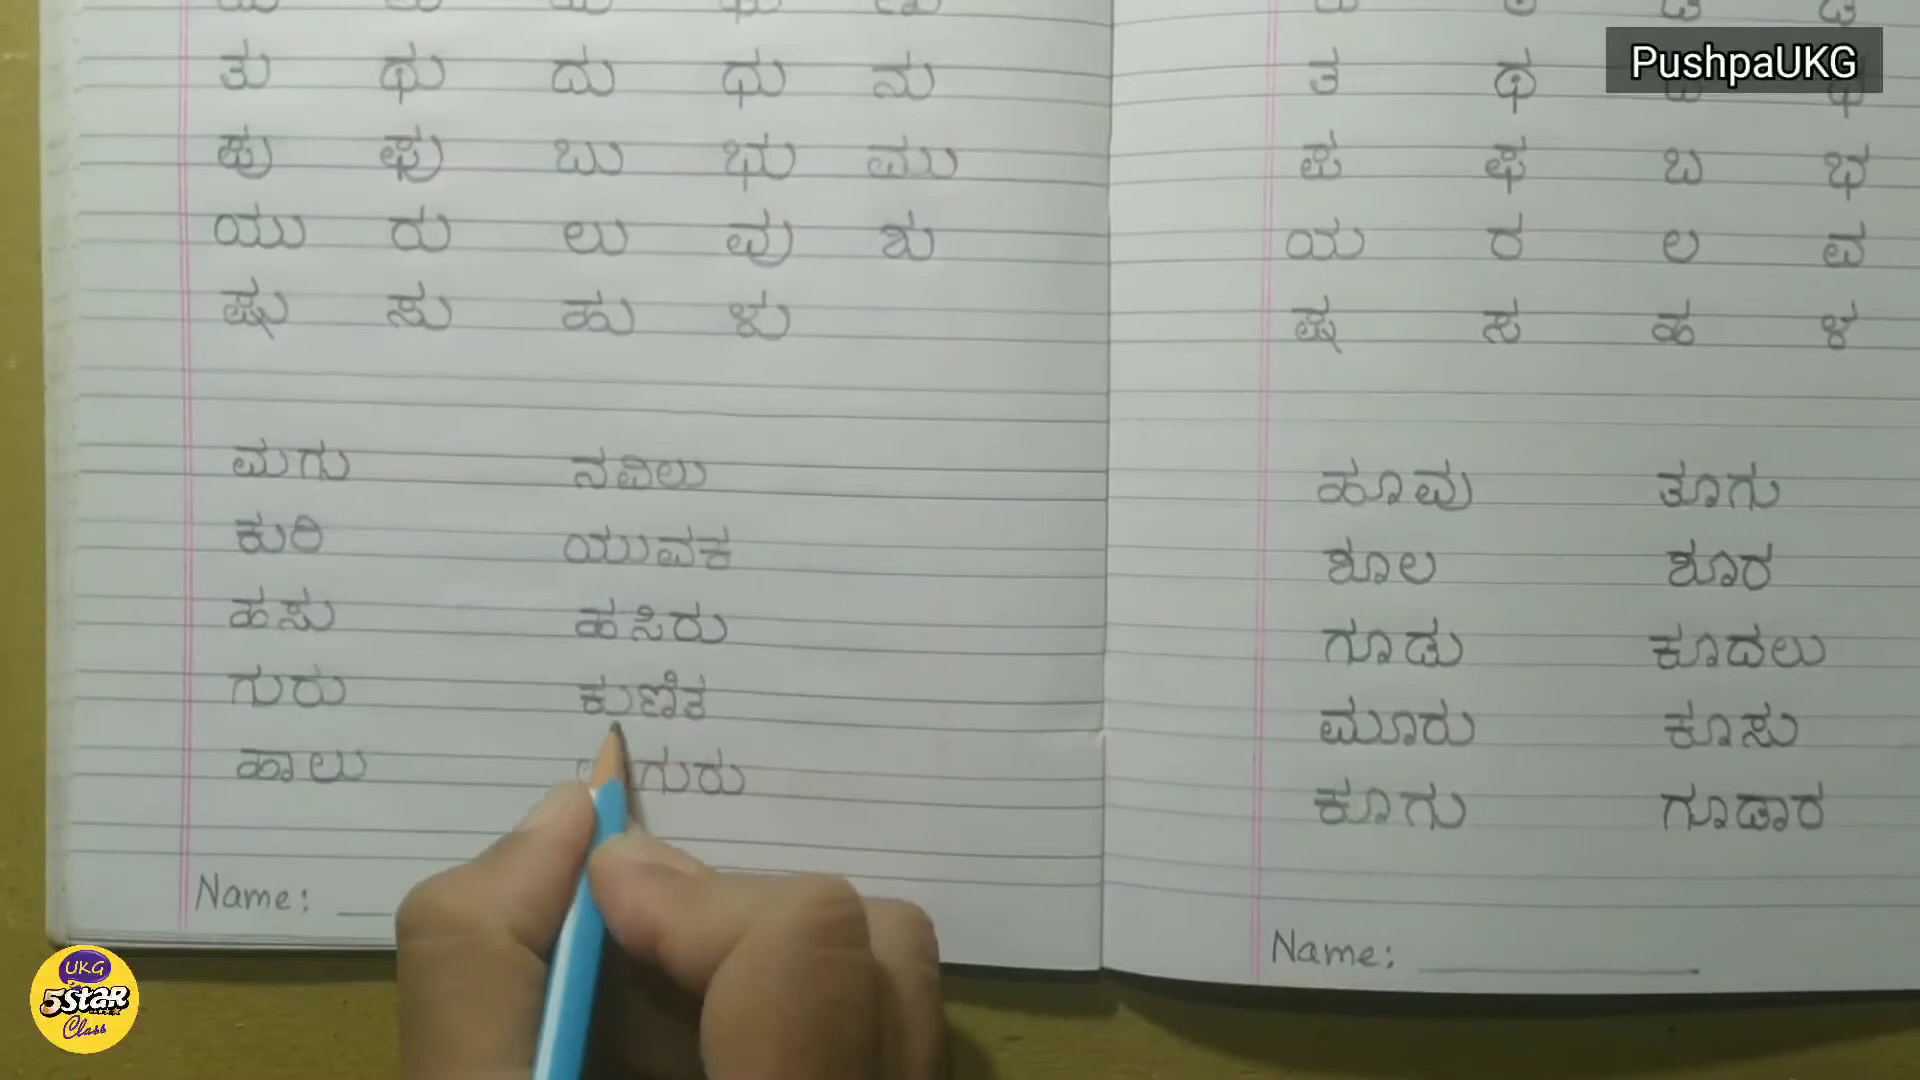 PushpaUKG
ತು ಥು ದು ಧು ನು
ಪು ಫು ಬು ಭು ಮು
ಯು ರು ಲು ವು ಶು
ಷು ಸು ಹು ಳು
ಮಗು ನವಿಲು
ಕುರಿ ಯುವಕ
ಹಸು ಹಸಿರು
ಗುರು ಕುಣಿತ
ಹಾಲು
Name:
ತ ಥ
ಪ ಫ ಬ ಭ
ಯ ರ ಲ ವ
ಷ ಸ ಹ ಳ
ಹೂವು ತೂಗು
ಶೂಲ ಶೂರ
ಗೂಡು ಕೂದಲು
ಮೂರು ಕೂಸು
ಕೂಗು ಗೂಡಾರ
Name:
UKG
5StaR
Class